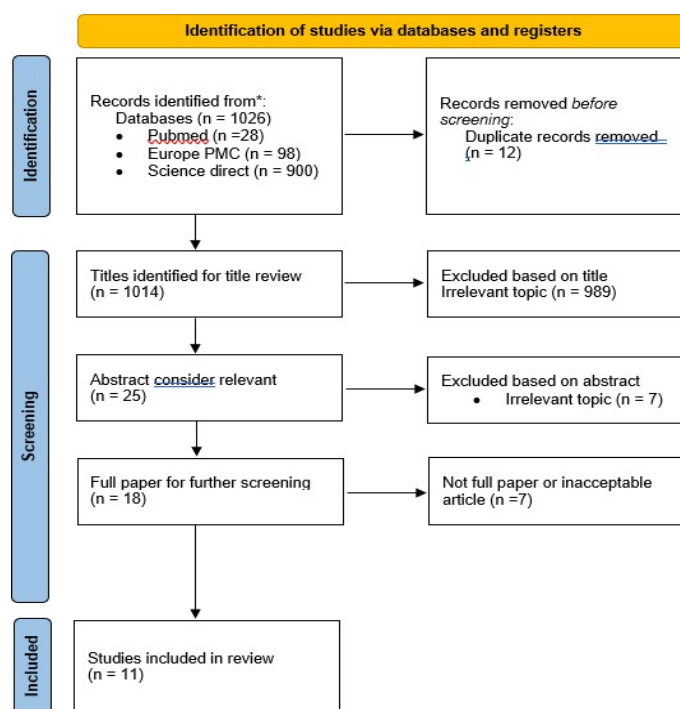 Identification of studies via databases and registers
Identification
Records identified from*:
Databases (n = 1026)
• Pubmed (n =28)
• Europe PMC (n = 98)
• Science direct (n = 900)
Records removed before
screening:
Duplicate records removed
(n = 12)
Screening
Titles identified for title review
(n = 1014)
Excluded based on title
Irrelevant topic (n = 989)
Abstract consider relevant
(n = 25)
Excluded based on abstract
• Irrelevant topic (n = 7)
Full paper for further screening
(n = 18)
Not full paper or inacceptable
article (n =7)
Included
Studies included in review
(n = 11)